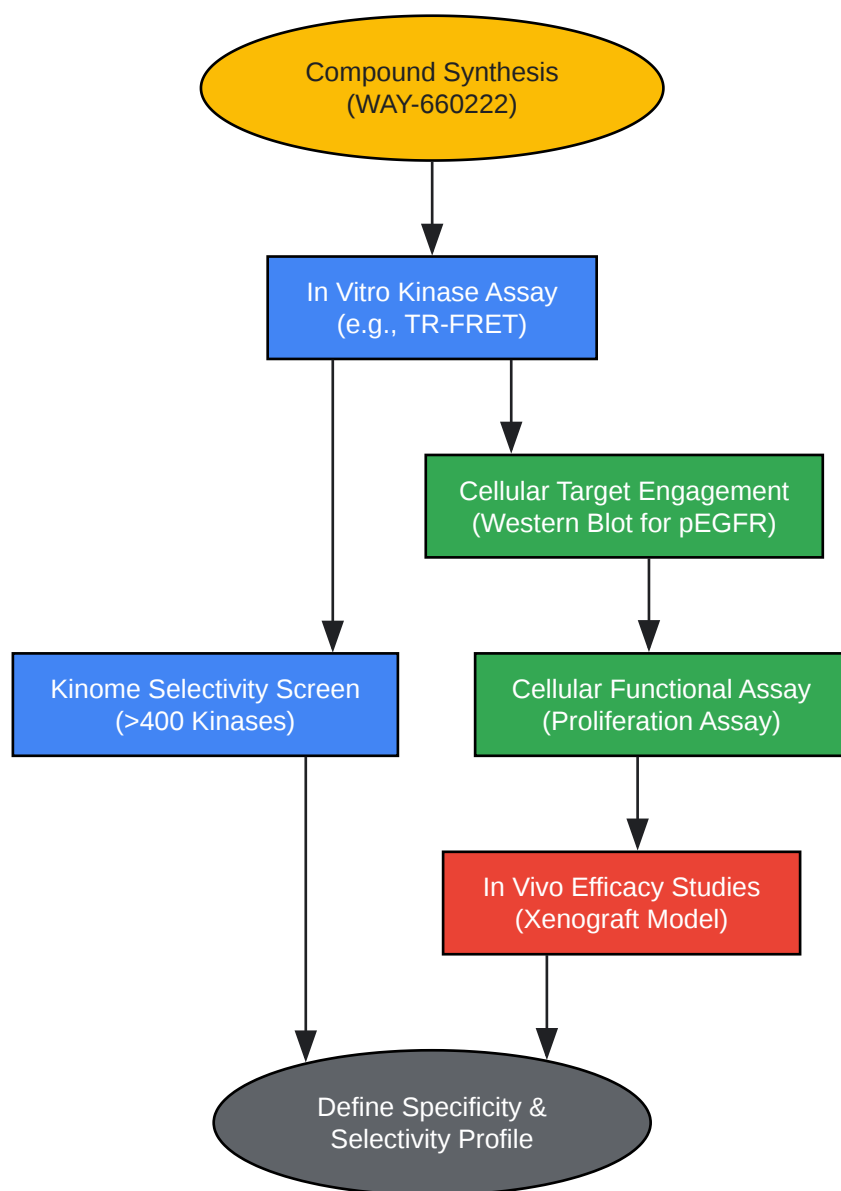 Compound Synthesis
(WAY-660222)
In Vitro Kinase Assay
(e.g., TR-FRET)
Cellular Target Engagement
(Western Blot for pEGFR)
Kinome Selectivity Screen
(>400 Kinases)
Cellular Functional Assay
(Proliferation Assay)
In Vivo Efficacy Studies
(Xenograft Model)
Define Specificity &
Selectivity Profile